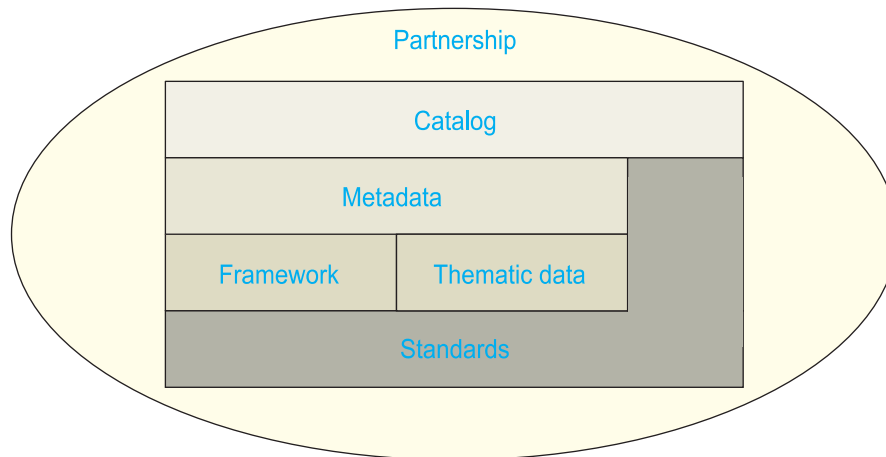 Partnership
Catalog
Metadata
Framework
Thematic data
Standards